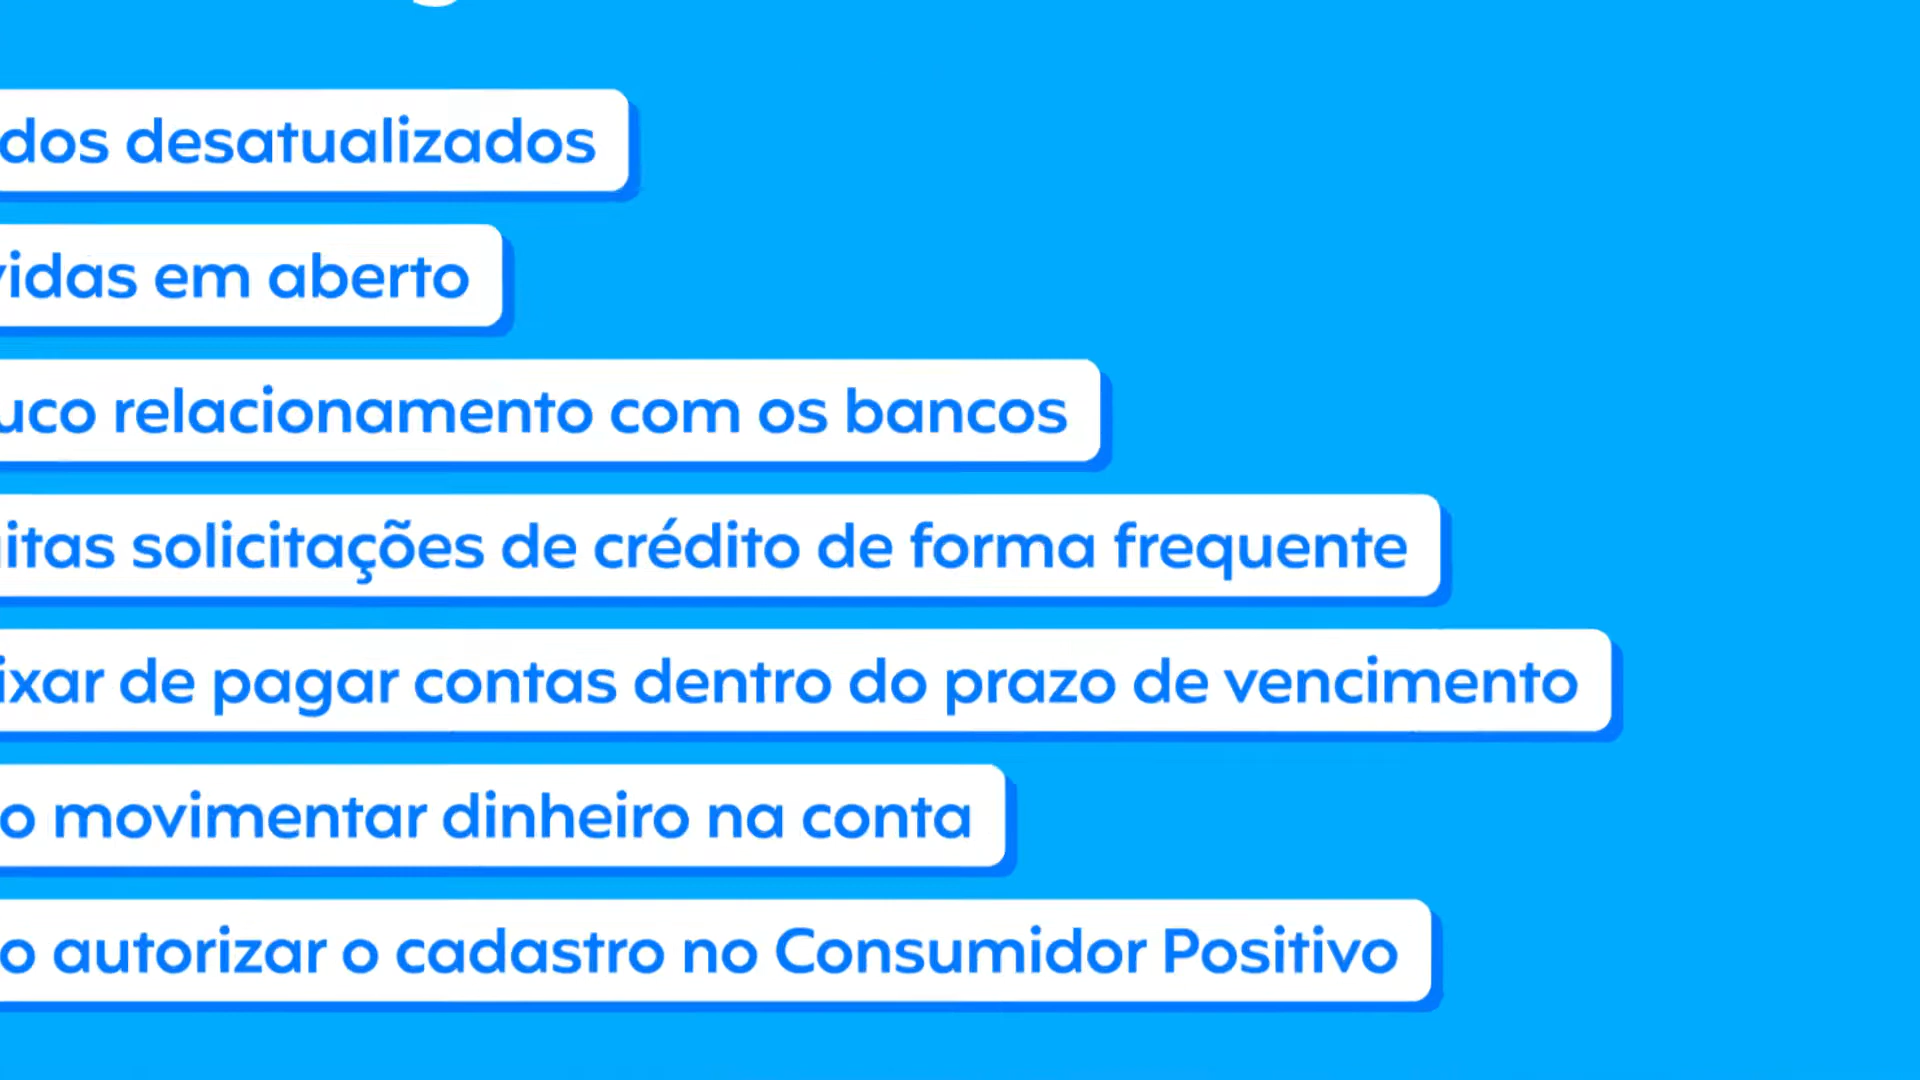 dos desatualizados
vidas em aberto
uco relacionamento com os bancos
itas solicitações de crédito de forma frequente
ixar de pagar contas dentro do prazo de vencimento
o movimentar dinheiro na conta
o autorizar o cadastro no Consumidor Positivo